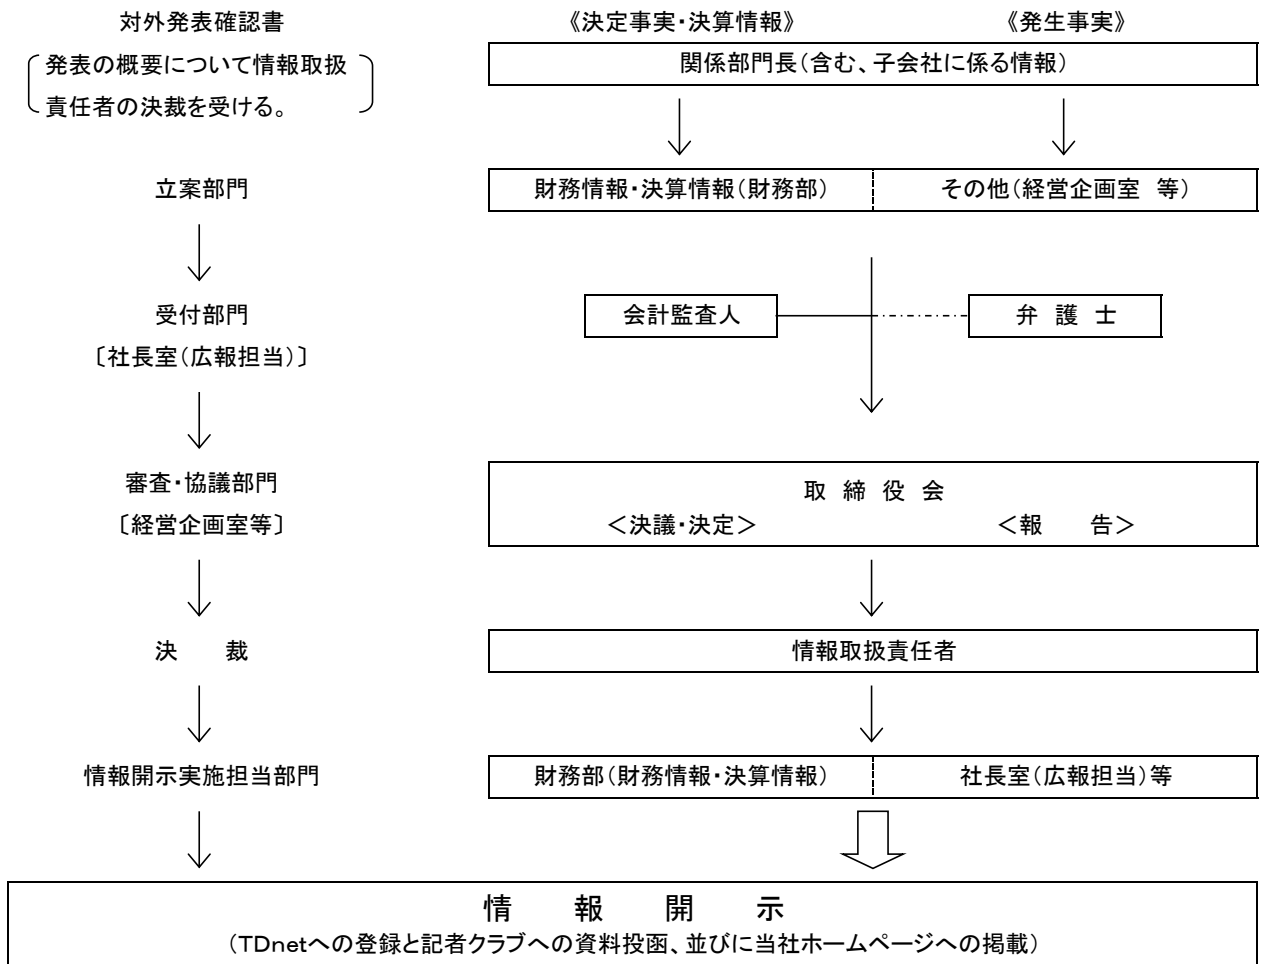 対外発表確認書
発表の概要について情報取扱
責任者の決裁を受ける。
《決定事実・決算情報》
《発生事実》
関係部門長(含む、子会社に係る情報)
立案部門
財務情報・決算情報(財務部)
その他(経営企画室 等)
受付部門
〔社長室(広報担当)〕
会計監査人
弁 護 士
審査・協議部門
〔経営企画室等〕
取 締 役 会
<決議・決定>
<報 告>
決 裁
情報取扱責任者
情報開示実施担当部門
財務部(財務情報・決算情報)
社長室(広報担当)等
情 報 開 示
(TDnetへの登録と記者クラブへの資料投函、並びに当社ホームページへの掲載)